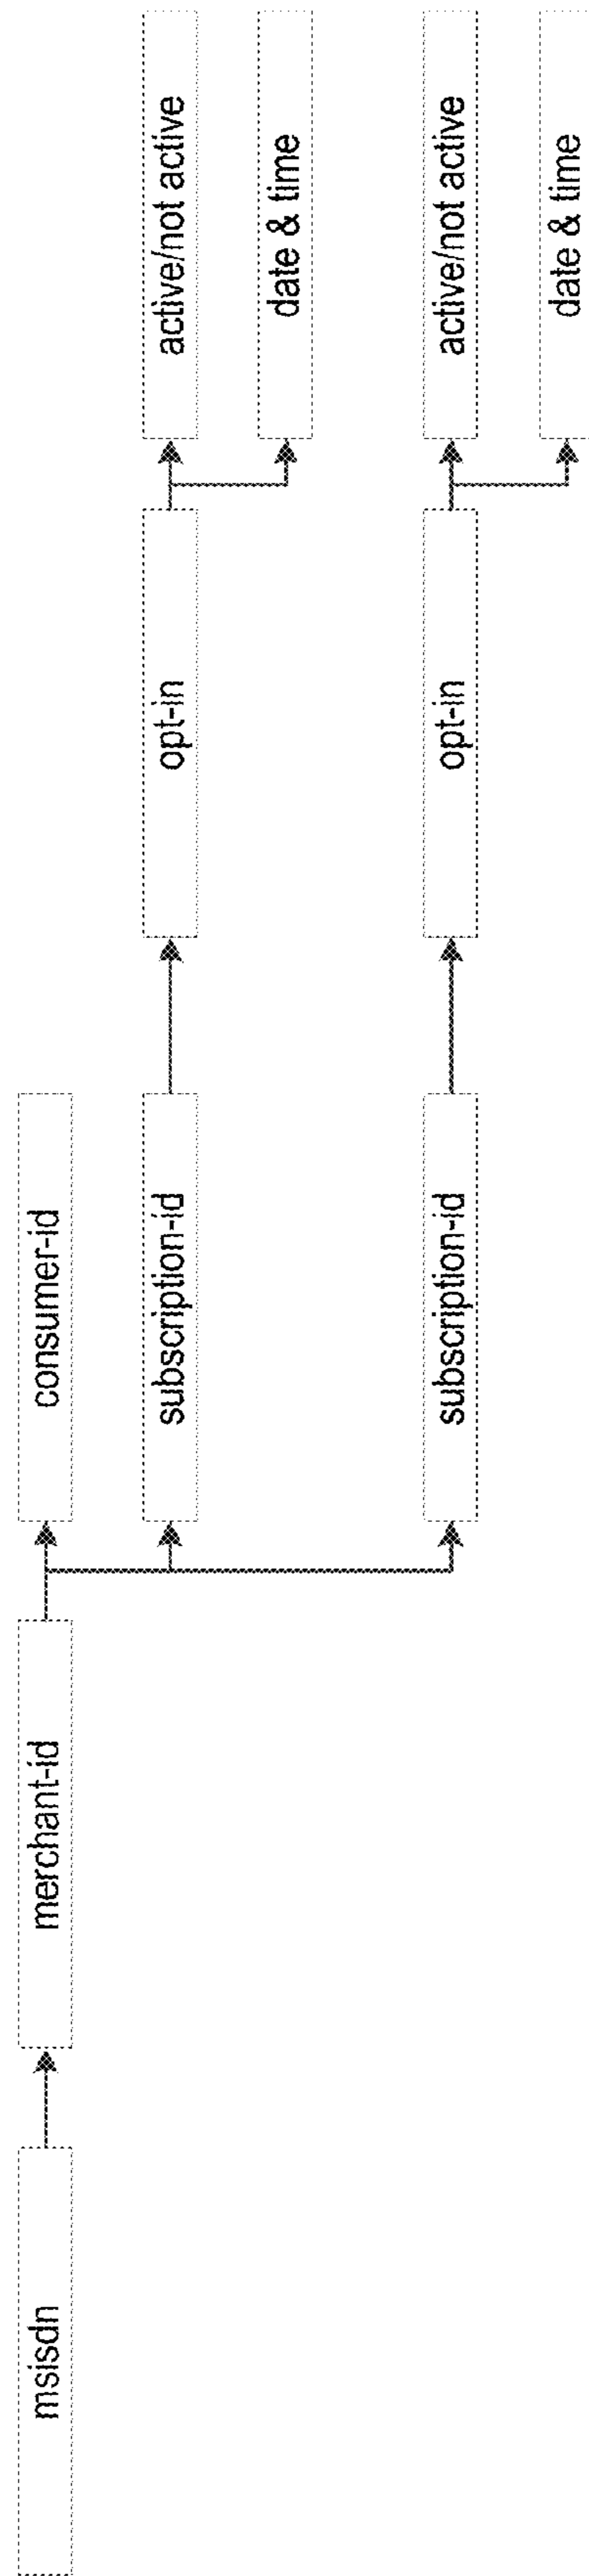 msisdn
merchant-id
consumer-id
subscription-id
opt-in
active/not active
date & time
subscription-id
opt-in
active/not active
date & time